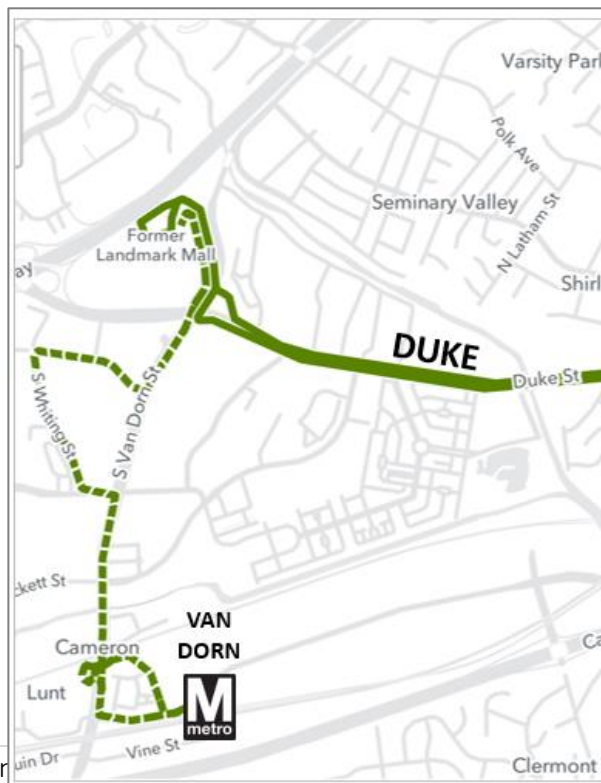 Varsity Park
Polk Ave
Seminary Valley
N Latham St
Former
Landmark Mall
ay
Shirl
DUKE
Duke St
S Whiting St
S Van Dorn St
ckett St
VAN
DORN
Cameron
Ca
Lunt
M
metro
uin Dr
Vine St
Clermont
r